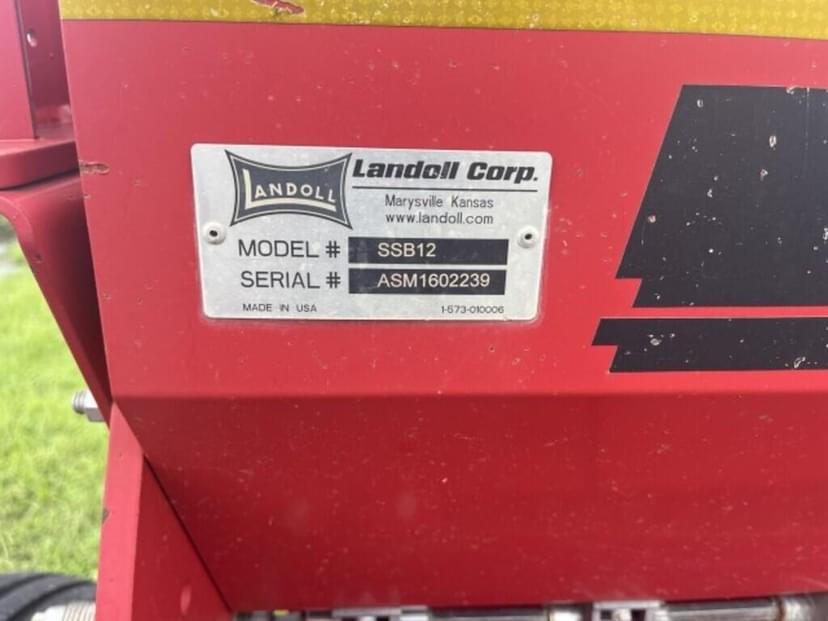 LANDOLL
Landoll Corp.
Marysville Kansas
www.landoll.com
MODEL # SSB12
SERIAL # ASM1602239
MADE IN USA 1-573-010006